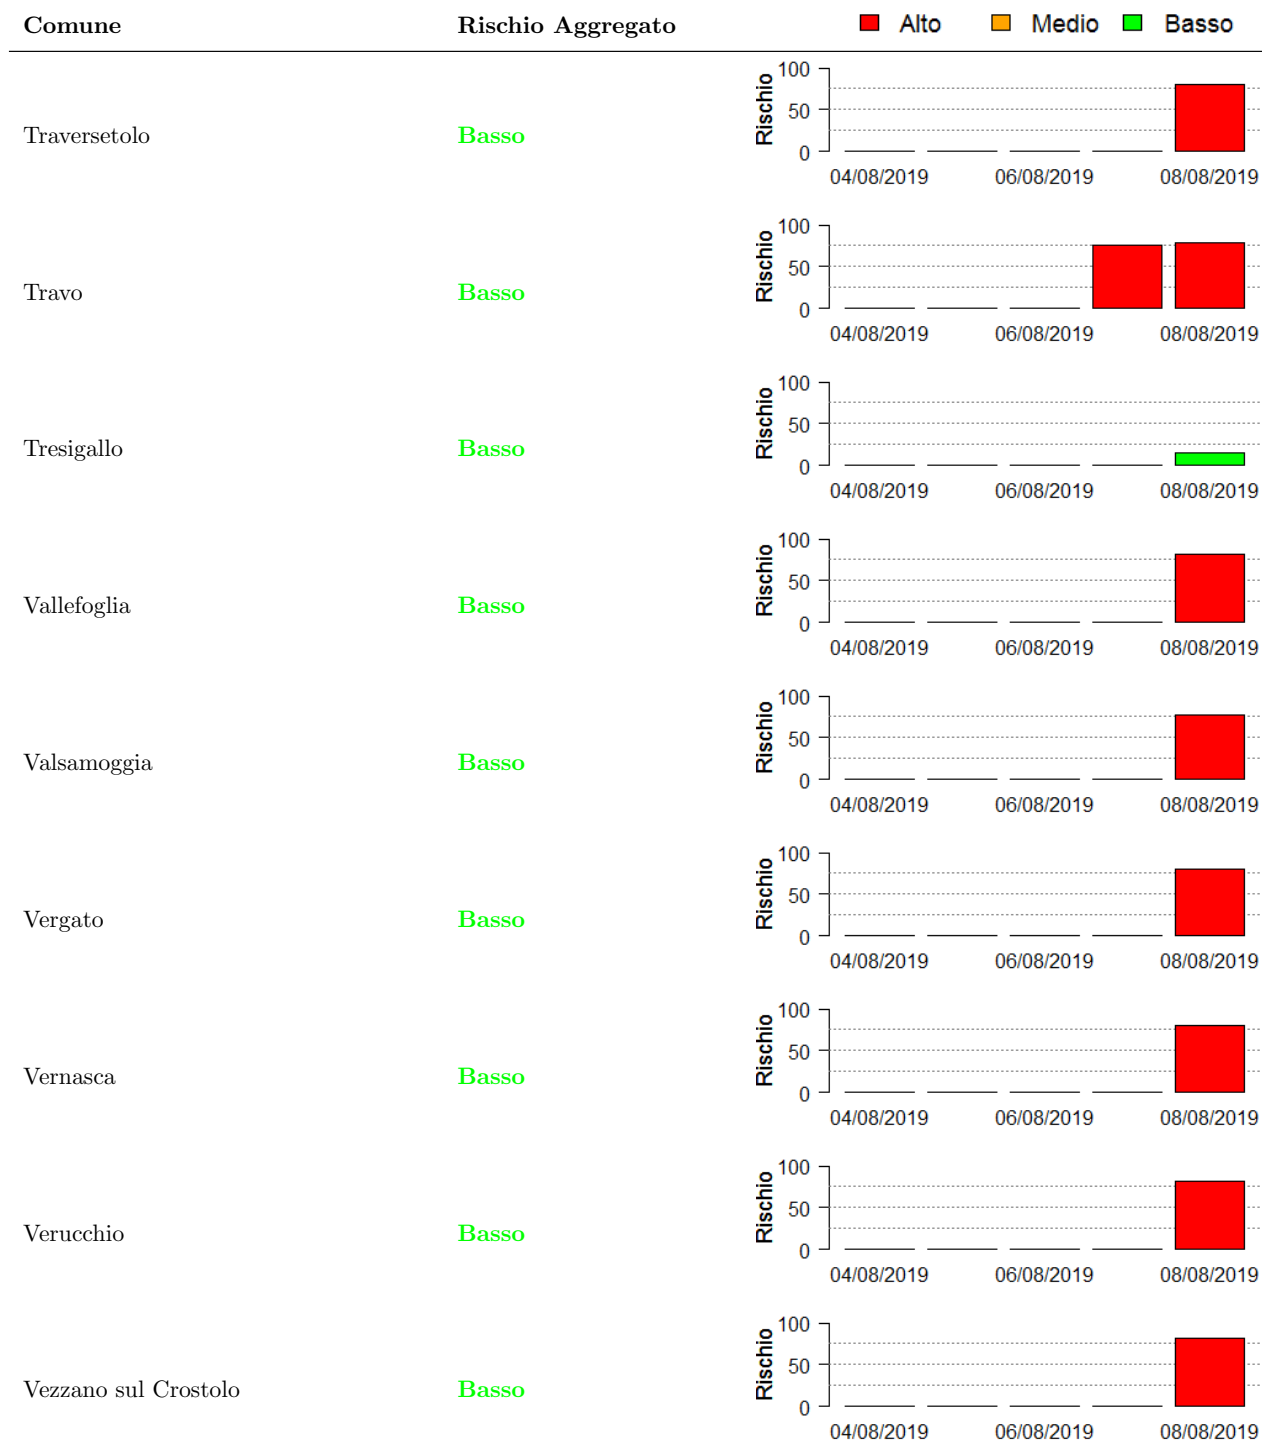 Comune Rischio Aggregato Alto Medio Basso
Traversetolo Basso
Rischio
100
50
0
04/08/2019 06/08/2019 08/08/2019
Travo Basso
Rischio
100
50
0
04/08/2019 06/08/2019 08/08/2019
Tresigallo Basso
Rischio
100
50
0
04/08/2019 06/08/2019 08/08/2019
Vallefoglia Basso
Rischio
100
50
0
04/08/2019 06/08/2019 08/08/2019
Valsamoggia Basso
Rischio
100
50
0
04/08/2019 06/08/2019 08/08/2019
Vergato Basso
Rischio
100
50
0
04/08/2019 06/08/2019 08/08/2019
Vernasca Basso
Rischio
100
50
0
04/08/2019 06/08/2019 08/08/2019
Verucchio Basso
Rischio
100
50
0
04/08/2019 06/08/2019 08/08/2019
Vezzano sul Crostolo Basso
Rischio
100
50
0
04/08/2019 06/08/2019 08/08/2019